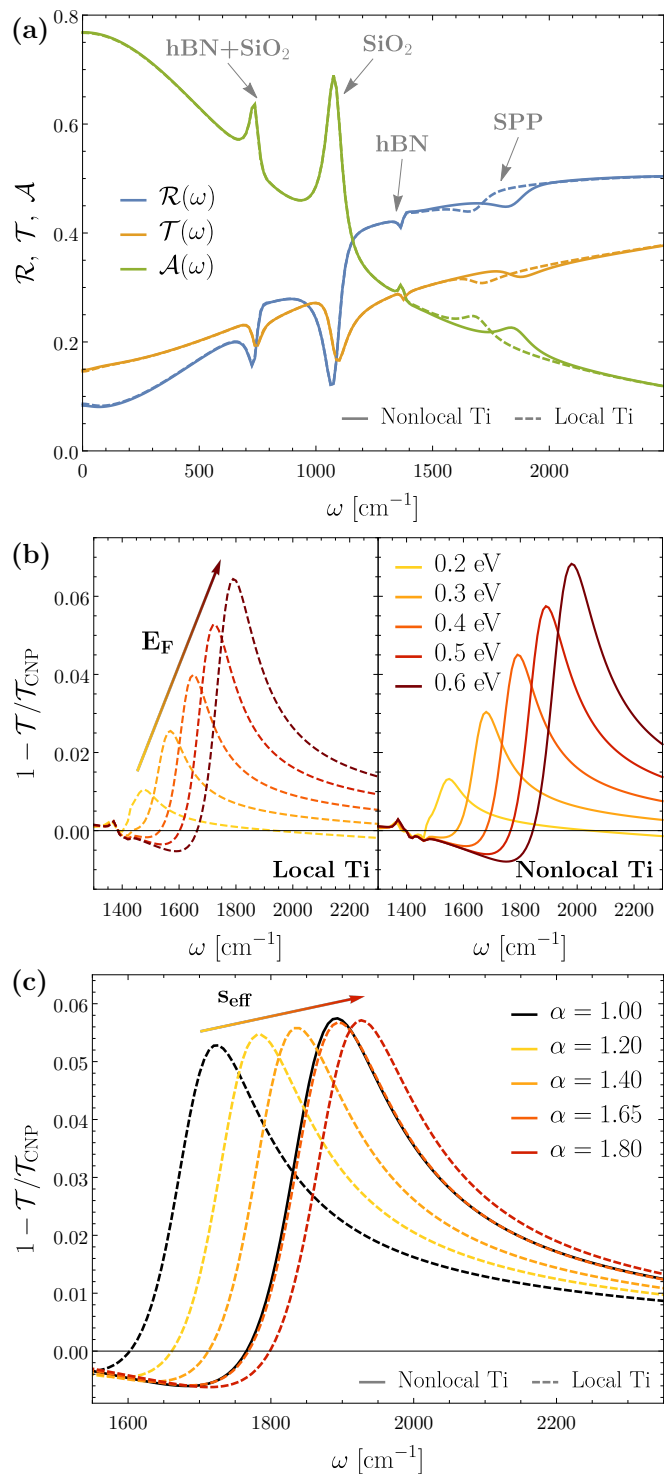 (a)
0.8
0.6
0.4
0.2
0.0
ℛ, 𝒯, 𝒜
hBN+SiO₂
SiO₂
hBN
SPP
ℛ(ω)
𝒯(ω)
𝒜(ω)
Nonlocal Ti
Local Ti
0
500
1000
1500
2000
ω [cm⁻¹]
(b)
0.06
0.04
0.02
0.00
1 − 𝒯/𝒯CNP
E_F
Local Ti
1400 1600 1800 2000 2200
ω [cm⁻¹]
0.2 eV
0.3 eV
0.4 eV
0.5 eV
0.6 eV
Nonlocal Ti
1400 1600 1800 2000 2200
ω [cm⁻¹]
(c)
0.06
0.05
0.04
0.03
0.02
0.01
0.00
1 − 𝒯/𝒯CNP
s_eff
α = 1.00
α = 1.20
α = 1.40
α = 1.65
α = 1.80
Nonlocal Ti
Local Ti
1600
1800
2000
2200
ω [cm⁻¹]